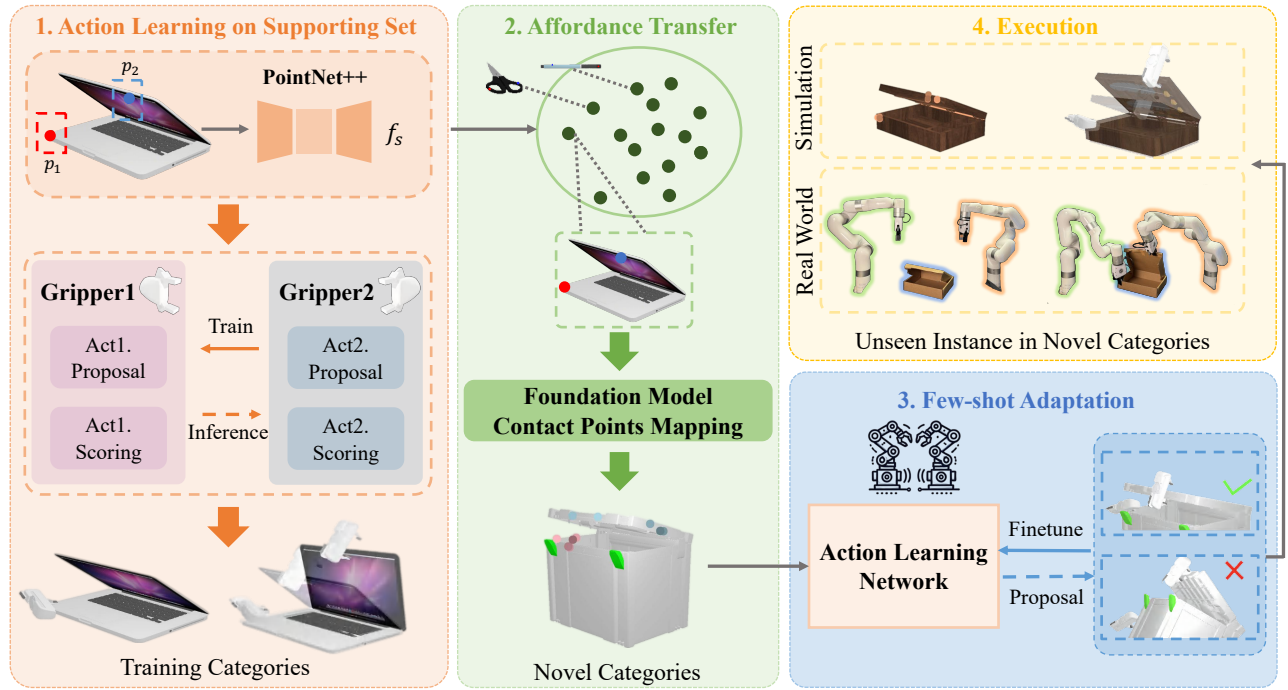 1. Action Learning on Supporting Set
p₂
PointNet++
fₛ
p₁
Gripper1
Gripper2
Train
Act1.
Proposal
Act2.
Proposal
Inference
Act1.
Scoring
Act2.
Scoring
Training Categories
2. Affordance Transfer
Foundation Model
Contact Points Mapping
Novel Categories
4. Execution
Simulation
Real World
Unseen Instance in Novel Categories
3. Few-shot Adaptation
Action Learning
Network
Finetune
Proposal